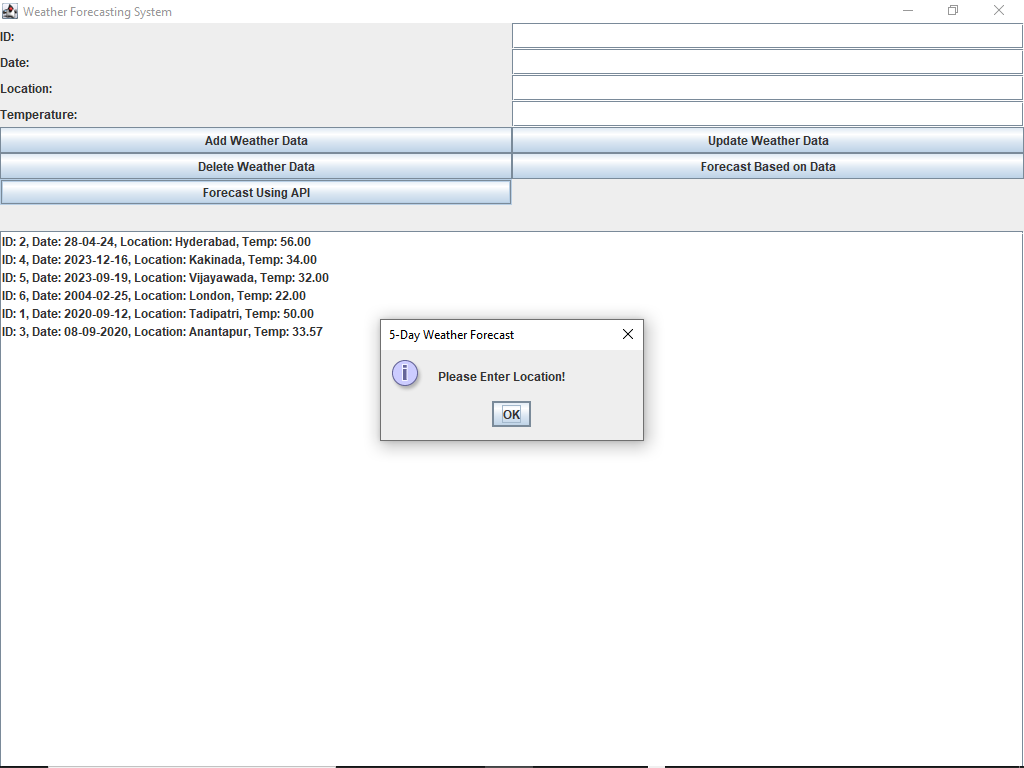 Weather Forecasting System
ID:
Date:
Location:
Temperature:
Add Weather Data
Update Weather Data
Delete Weather Data
Forecast Based on Data
Forecast Using API
ID: 2, Date: 28-04-24, Location: Hyderabad, Temp: 56.00
ID: 4, Date: 2023-12-16, Location: Kakinada, Temp: 34.00
ID: 5, Date: 2023-09-19, Location: Vijayawada, Temp: 32.00
ID: 6, Date: 2004-02-25, Location: London, Temp: 22.00
ID: 1, Date: 2020-09-12, Location: Tadipatri, Temp: 50.00
ID: 3, Date: 08-09-2020, Location: Anantapur, Temp: 33.57
5-Day Weather Forecast
Please Enter Location!
OK